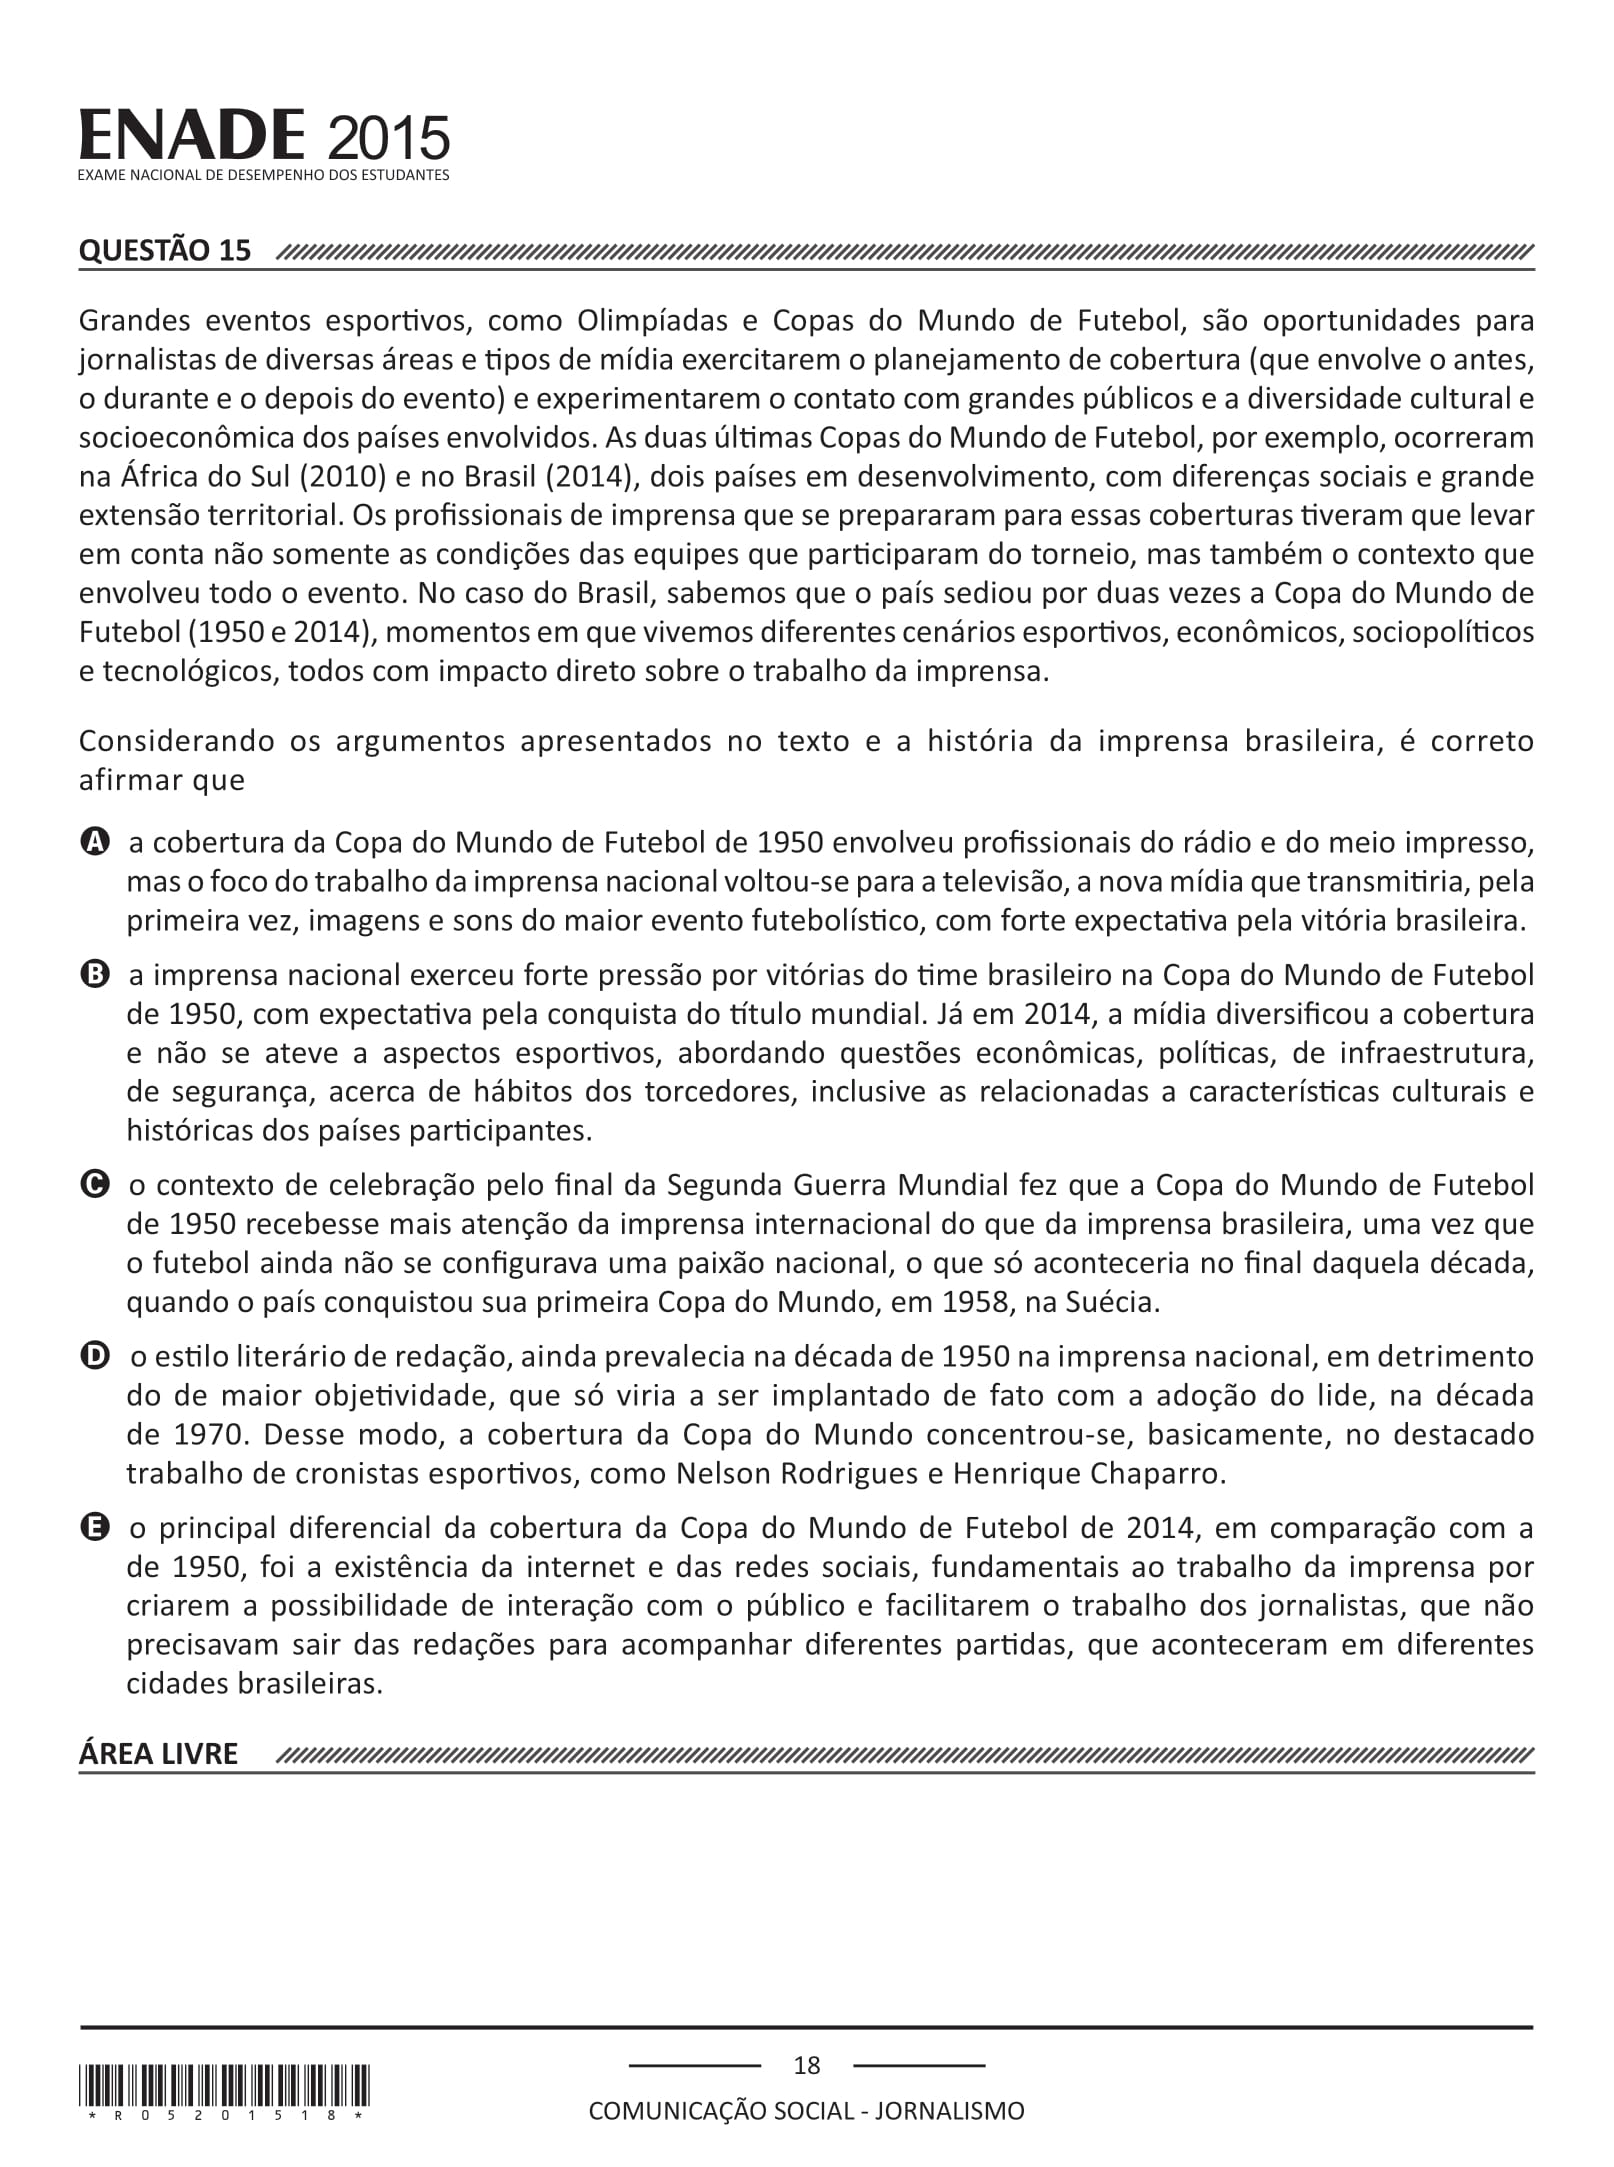 ENADE 2015
EXAME NACIONAL DE DESEMPENHO DOS ESTUDANTES
QUESTÃO 15
Grandes eventos esportivos, como Olimpíadas e Copas do Mundo de Futebol, são oportunidades para
jornalistas de diversas áreas e tipos de mídia exercitarem o planejamento de cobertura (que envolve o antes,
o durante e o depois do evento) e experimentarem o contato com grandes públicos e a diversidade cultural e
socioeconômica dos países envolvidos. As duas últimas Copas do Mundo de Futebol, por exemplo, ocorreram
na África do Sul (2010) e no Brasil (2014), dois países em desenvolvimento, com diferenças sociais e grande
extensão territorial. Os profissionais de imprensa que se prepararam para essas coberturas tiveram que levar
em conta não somente as condições das equipes que participaram do torneio, mas também o contexto que
envolveu todo o evento. No caso do Brasil, sabemos que o país sediou por duas vezes a Copa do Mundo de
Futebol (1950 e 2014), momentos em que vivemos diferentes cenários esportivos, econômicos, sociopolíticos
e tecnológicos, todos com impacto direto sobre o trabalho da imprensa.
Considerando os argumentos apresentados no texto e a história da imprensa brasileira, é correto
afirmar que
A a cobertura da Copa do Mundo de Futebol de 1950 envolveu profissionais do rádio e do meio impresso,
mas o foco do trabalho da imprensa nacional voltou-se para a televisão, a nova mídia que transmitiria, pela
primeira vez, imagens e sons do maior evento futebolístico, com forte expectativa pela vitória brasileira.
B a imprensa nacional exerceu forte pressão por vitórias do time brasileiro na Copa do Mundo de Futebol
de 1950, com expectativa pela conquista do título mundial. Já em 2014, a mídia diversificou a cobertura
e não se ateve a aspectos esportivos, abordando questões econômicas, políticas, de infraestrutura,
de segurança, acerca de hábitos dos torcedores, inclusive as relacionadas a características culturais e
históricas dos países participantes.
C o contexto de celebração pelo final da Segunda Guerra Mundial fez que a Copa do Mundo de Futebol
de 1950 recebesse mais atenção da imprensa internacional do que da imprensa brasileira, uma vez que
o futebol ainda não se configurava uma paixão nacional, o que só aconteceria no final daquela década,
quando o país conquistou sua primeira Copa do Mundo, em 1958, na Suécia.
D o estilo literário de redação, ainda prevalecia na década de 1950 na imprensa nacional, em detrimento
do de maior objetividade, que só viria a ser implantado de fato com a adoção do lide, na década
de 1970. Desse modo, a cobertura da Copa do Mundo concentrou-se, basicamente, no destacado
trabalho de cronistas esportivos, como Nelson Rodrigues e Henrique Chaparro.
E o principal diferencial da cobertura da Copa do Mundo de Futebol de 2014, em comparação com a
de 1950, foi a existência da internet e das redes sociais, fundamentais ao trabalho da imprensa por
criarem a possibilidade de interação com o público e facilitarem o trabalho dos jornalistas, que não
precisavam sair das redações para acompanhar diferentes partidas, que aconteceram em diferentes
cidades brasileiras.
ÁREA LIVRE
18
*R05201518*
COMUNICAÇÃO SOCIAL - JORNALISMO